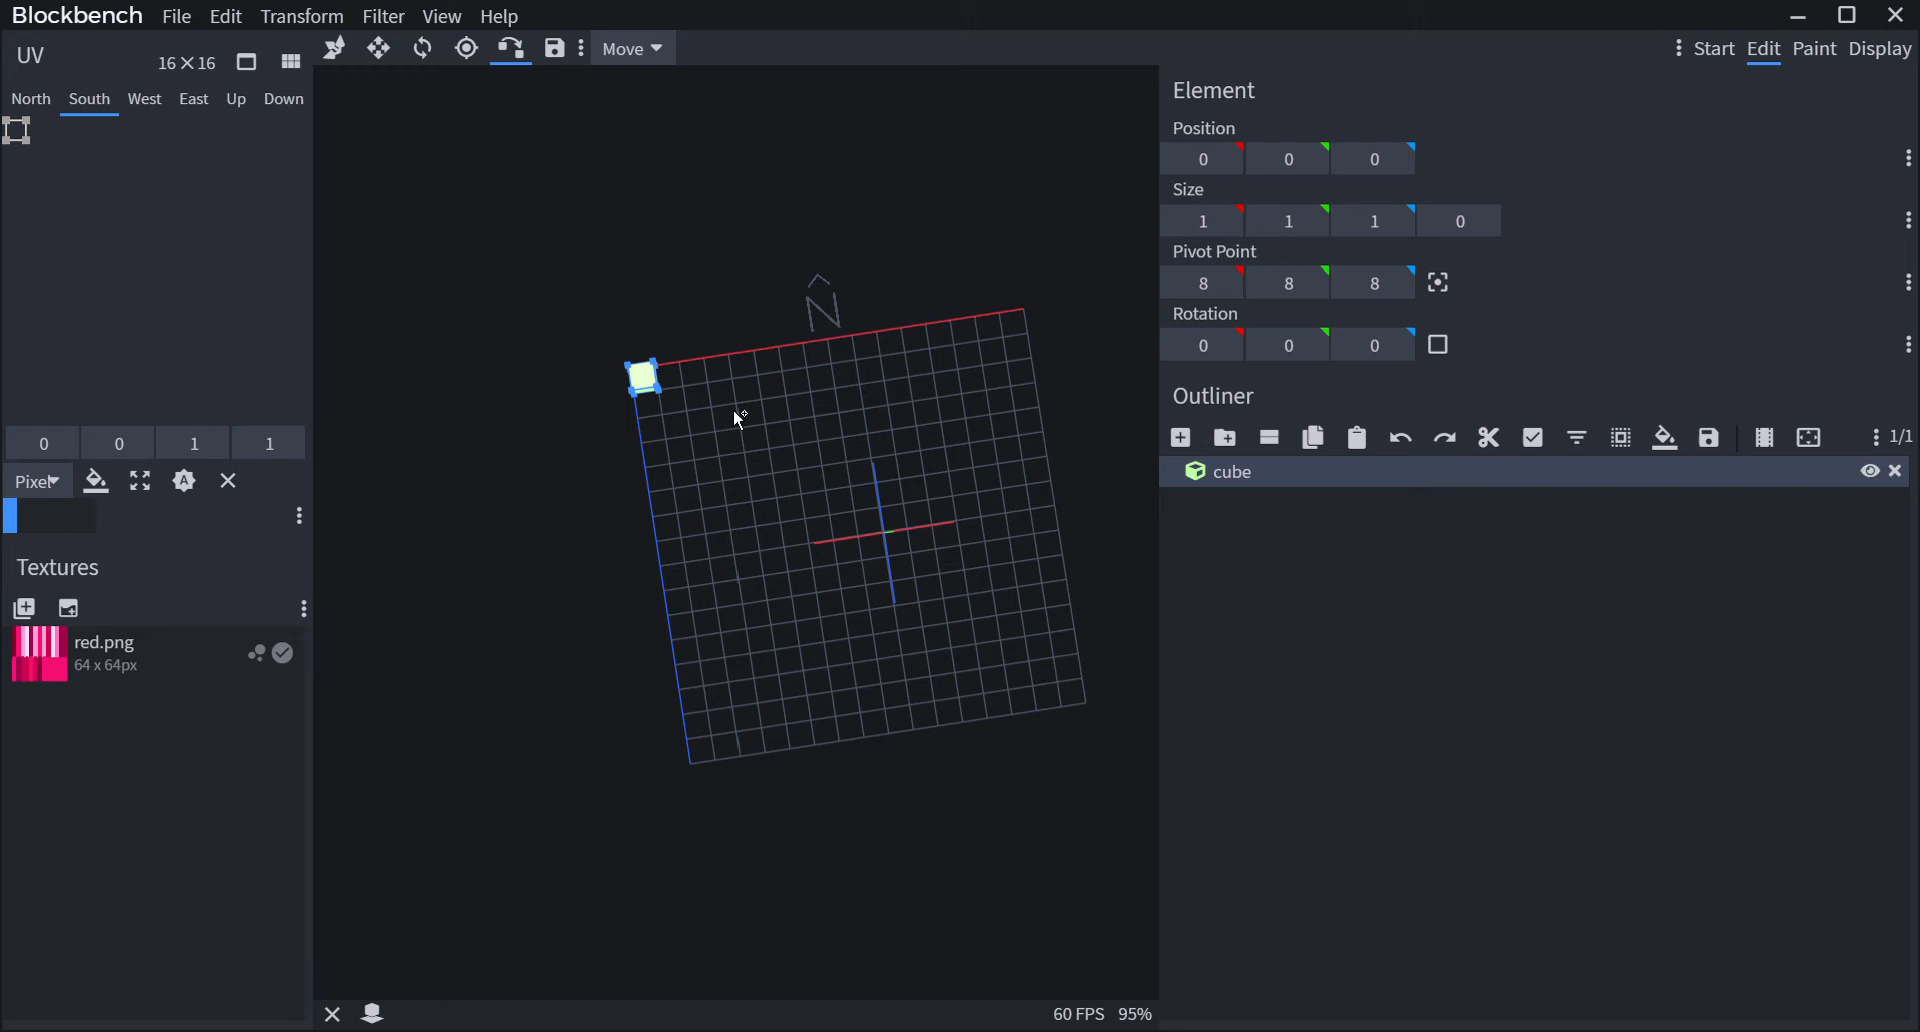 Blockbench File Edit Transform Filter View Help
UV 16×16
Move
Start Edit Paint Display
North South West East Up Down
Element
Position
0 0 0
Size
1 1 1 0
Pivot Point
8 8 8
Rotation
0 0 0
N
Outliner
1/1
cube
0 0 1 1
Pixel
Textures
red.png
64 x 64px
60 FPS 95%